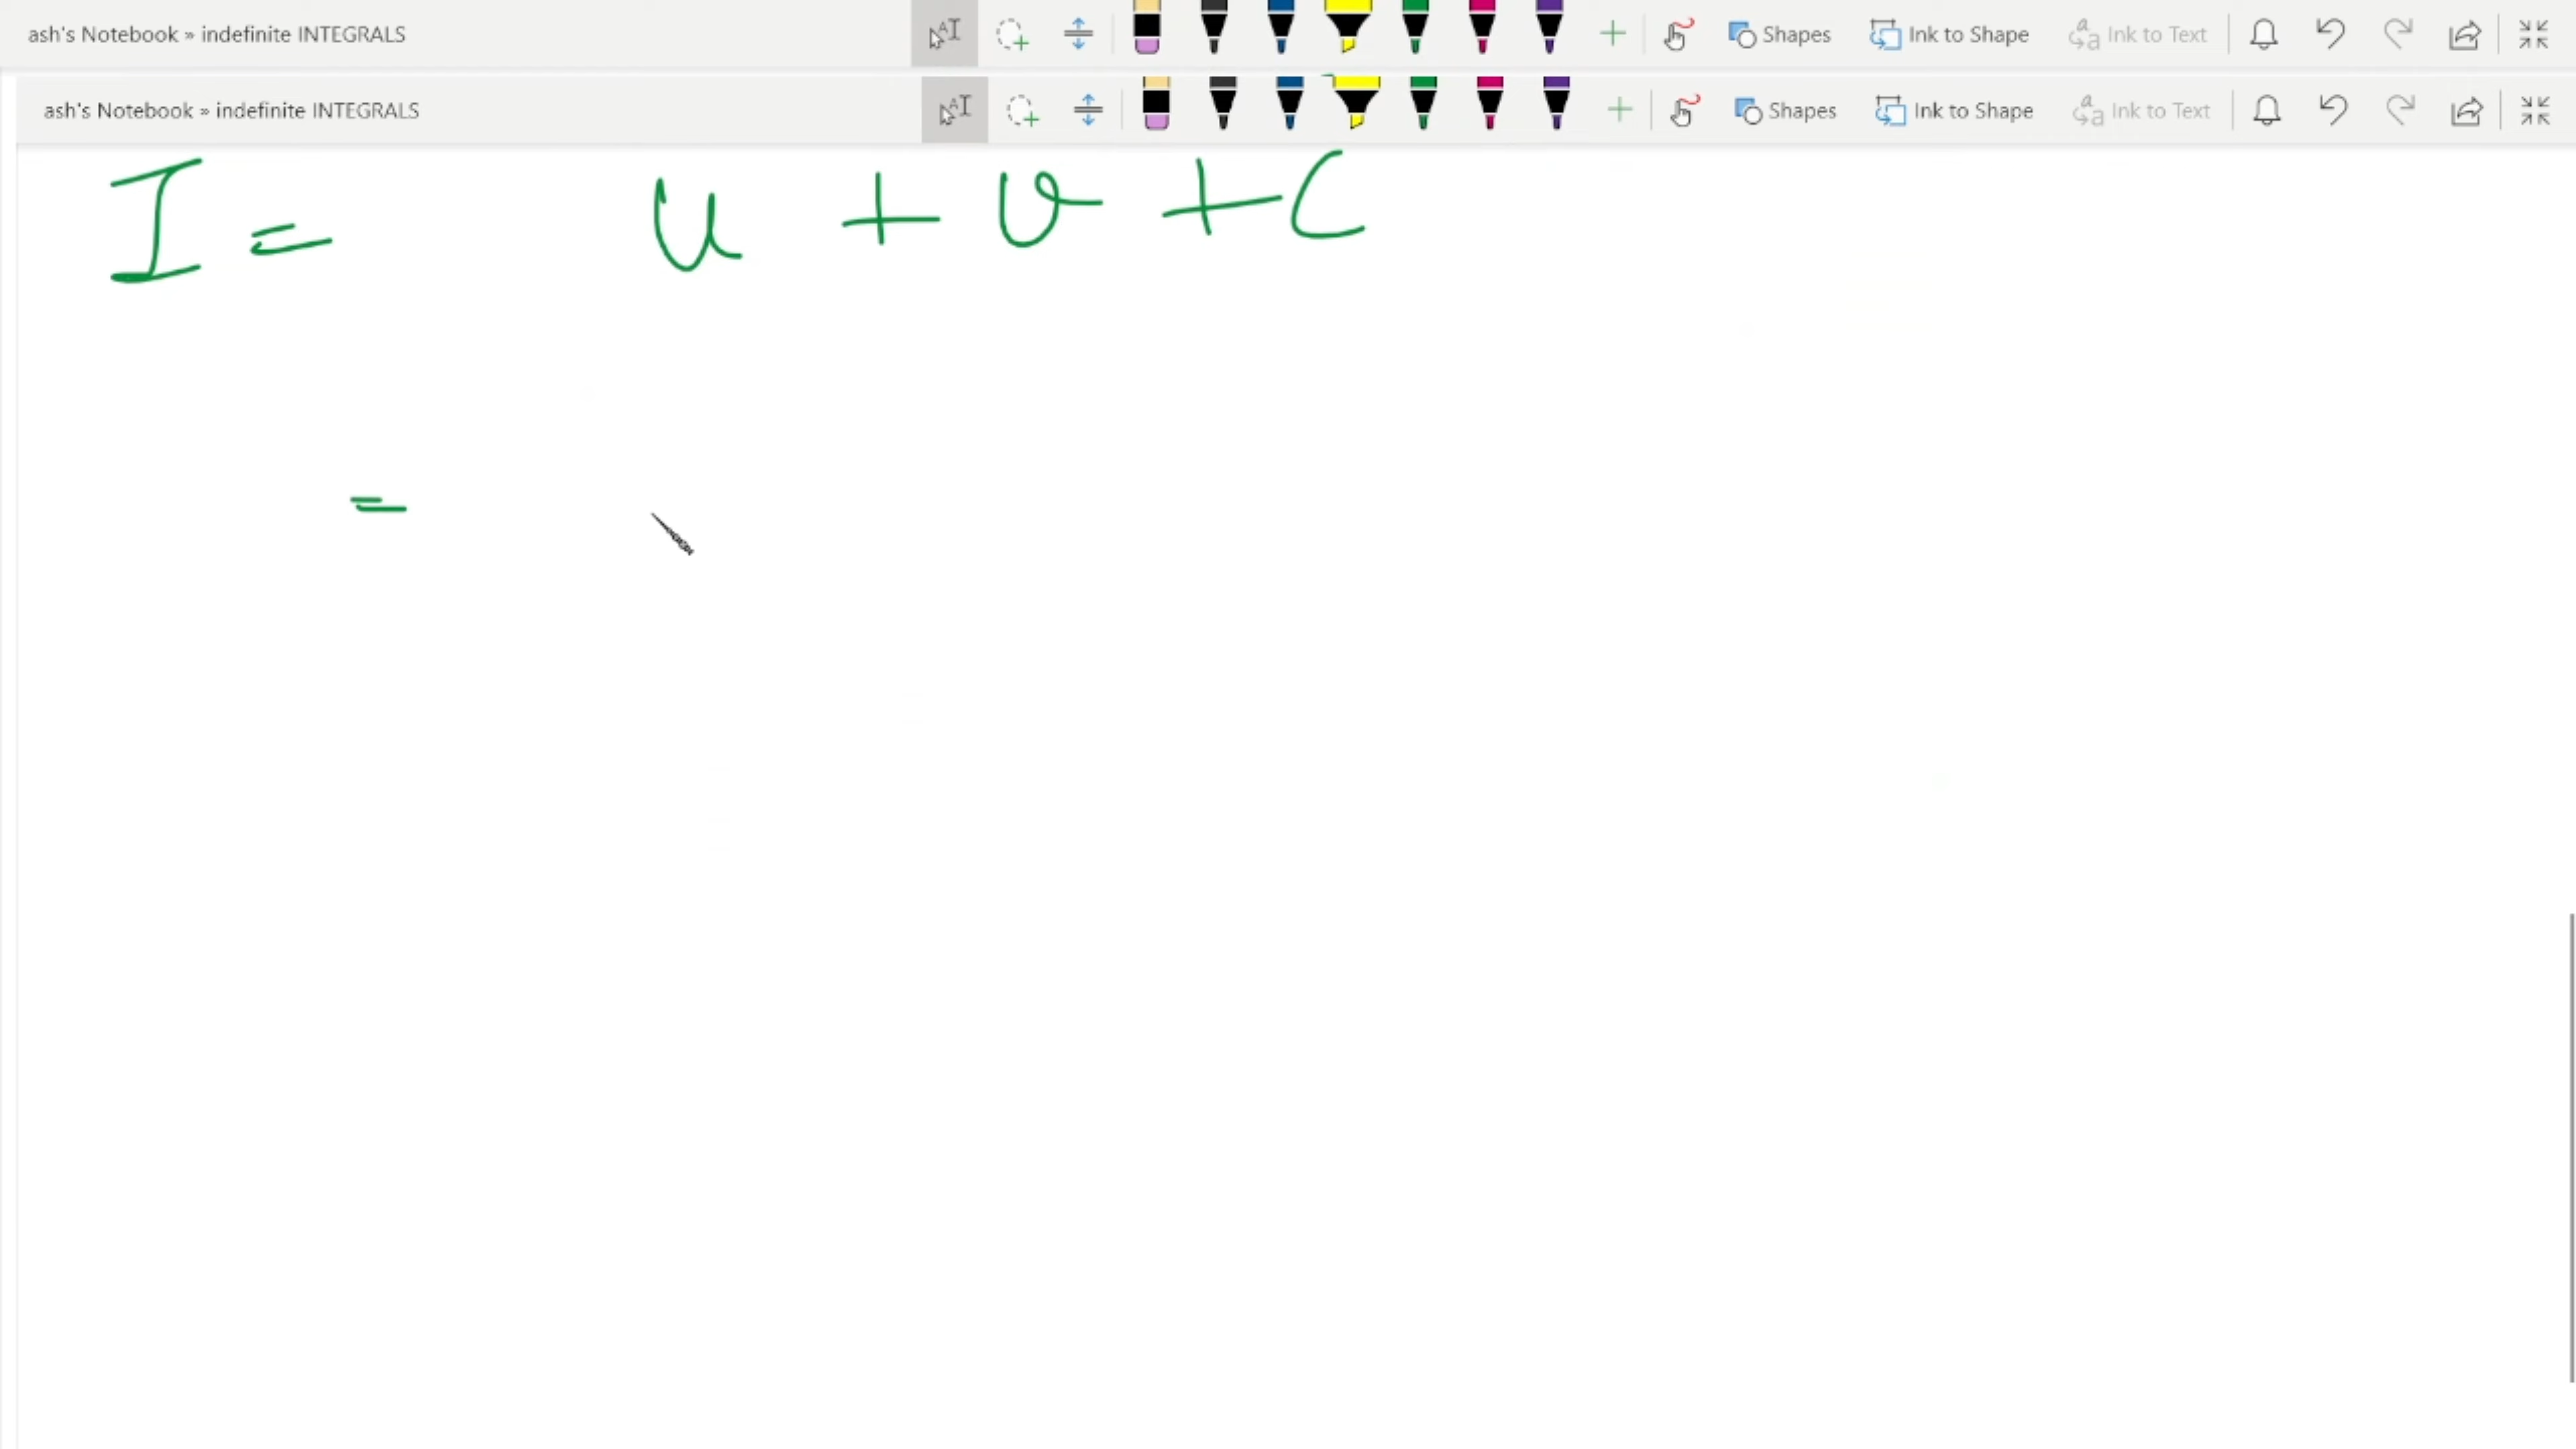 ash's Notebook » indefinite INTEGRALS Shapes Ink to Shape Ink to Text
ash's Notebook » indefinite INTEGRALS Shapes Ink to Shape Ink to Text
I = u + v + C
=